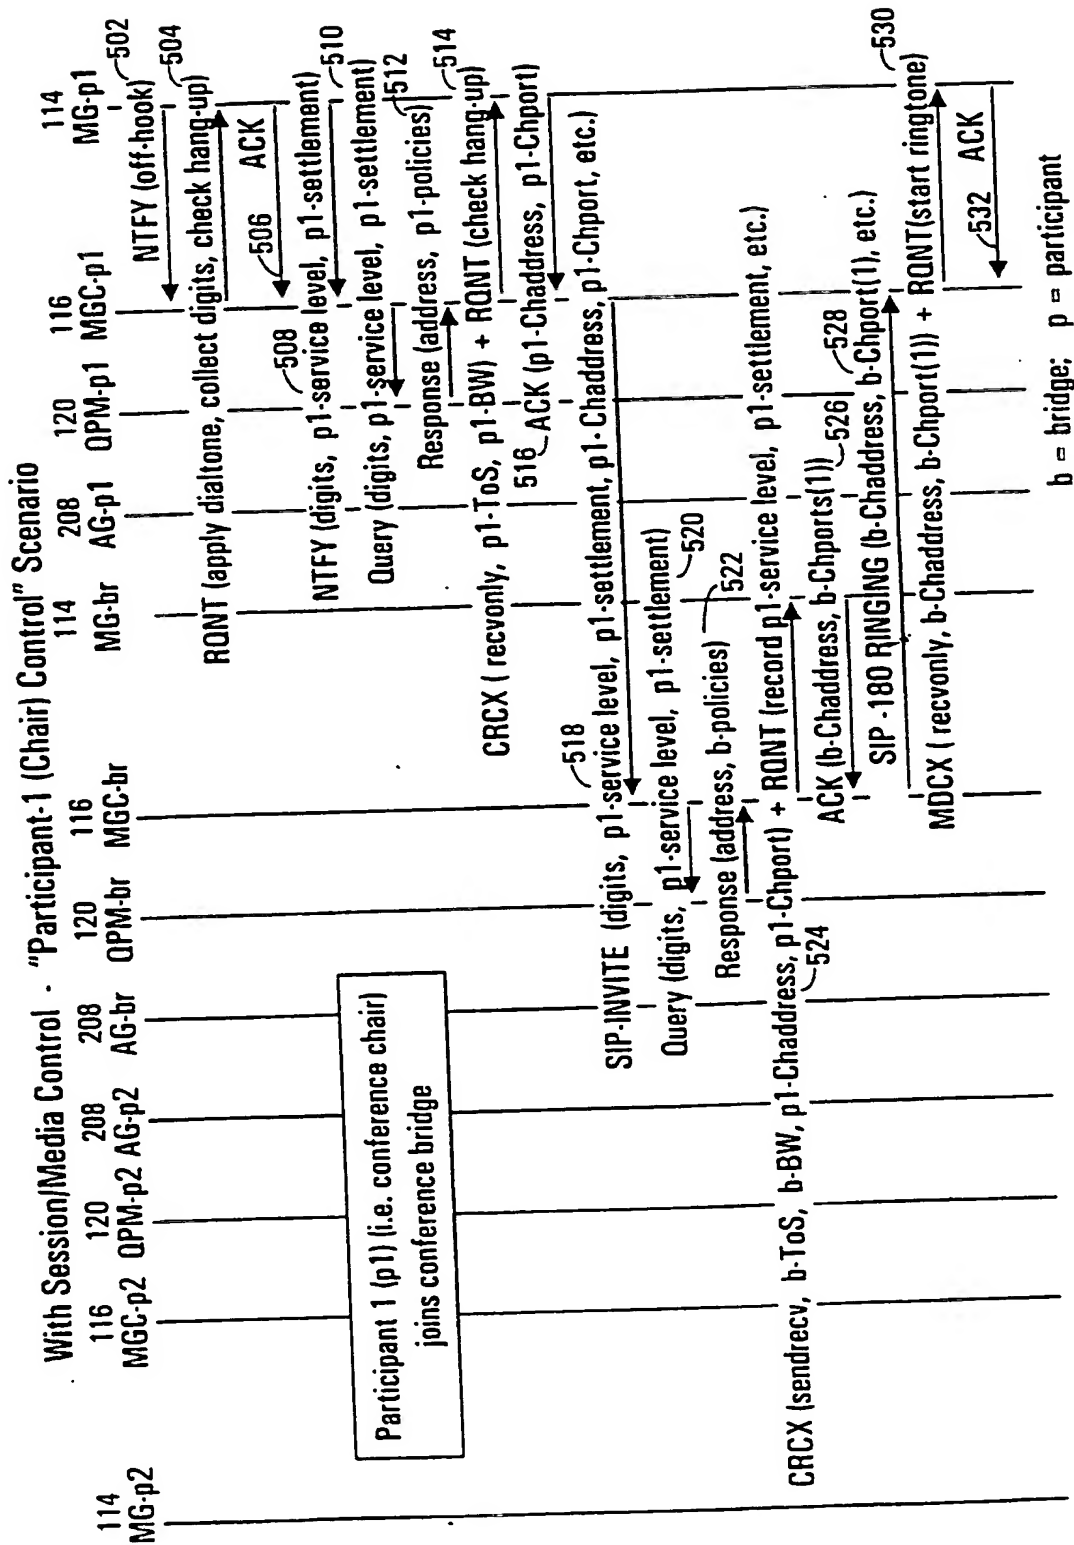 With Session/Media Control - "Participant-1 (Chair) Control" Scenario
114 116 120 208 208 120 116 114 208 120 116 114
MG-p2 MGC-p2 QPM-p2 AG-p2 AG-br QPM-br MGC-br MG-br AG-p1 QPM-p1 MGC-p1 MG-p1
NTFY (off-hook) 502
RQNT (apply dialtone, collect digits, check hang-up) 504
506 ACK
Participant 1 (p1) (i.e. conference chair)
joins conference bridge
508
NTFY (digits, p1-service level, p1-settlement) 510
Query (digits, p1-service level, p1-settlement) 512
Response (address, p1-policies) 514
CRCX ( recvonly, p1-ToS, p1-BW) + RQNT (check hang-up)
516 ACK (p1-Chaddress, p1-Chport)
518
SIP-INVITE (digits, p1-service level, p1-settlement, p1-Chaddress, p1-Chport, etc.)
Query (digits, p1-service level, p1-settlement) 520
Response (address, b-policies) 522
CRCX (sendrecv, b-ToS, b-BW, p1-Chaddress, p1-Chport) + RQNT (record p1-service level, p1-settlement, etc.)
524
ACK (b-Chaddress, b-Chports(1)) 526
SIP -180 RINGING (b-Chaddress, b-Chport(1), etc.)
528
MDCX ( recvonly, b-Chaddress, b-Chport(1)) + RQNT(start ringtone) 530
532 ACK
b = bridge; p = participant